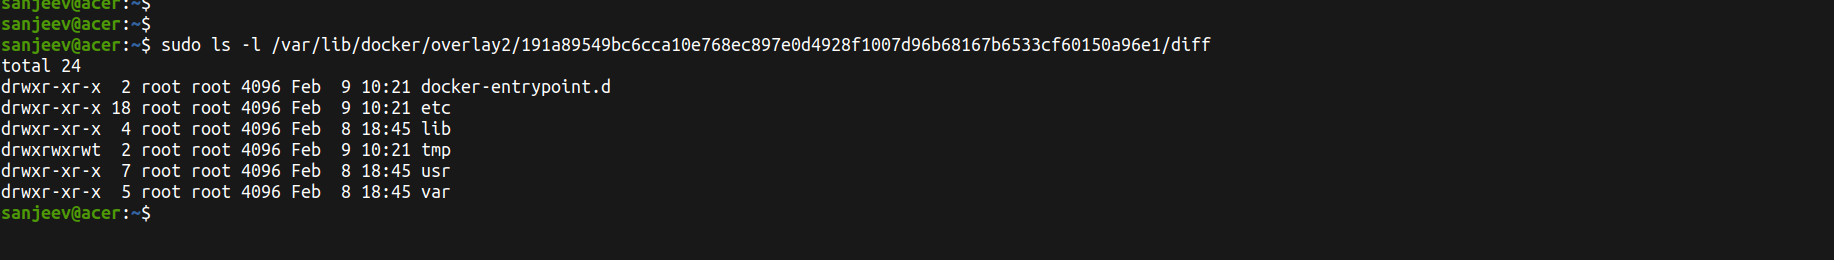 sanjeev@acer:~$
sanjeev@acer:~$
sanjeev@acer:~$ sudo ls -l /var/lib/docker/overlay2/191a89549bc6cca10e768ec897e0d4928f1007d96b68167b6533cf60150a96e1/diff
total 24
drwxr-xr-x  2 root root 4096 Feb  9 10:21 docker-entrypoint.d
drwxr-xr-x 18 root root 4096 Feb  9 10:21 etc
drwxr-xr-x  4 root root 4096 Feb  8 18:45 lib
drwxrwxrwt  2 root root 4096 Feb  9 10:21 tmp
drwxr-xr-x  7 root root 4096 Feb  8 18:45 usr
drwxr-xr-x  5 root root 4096 Feb  8 18:45 var
sanjeev@acer:~$